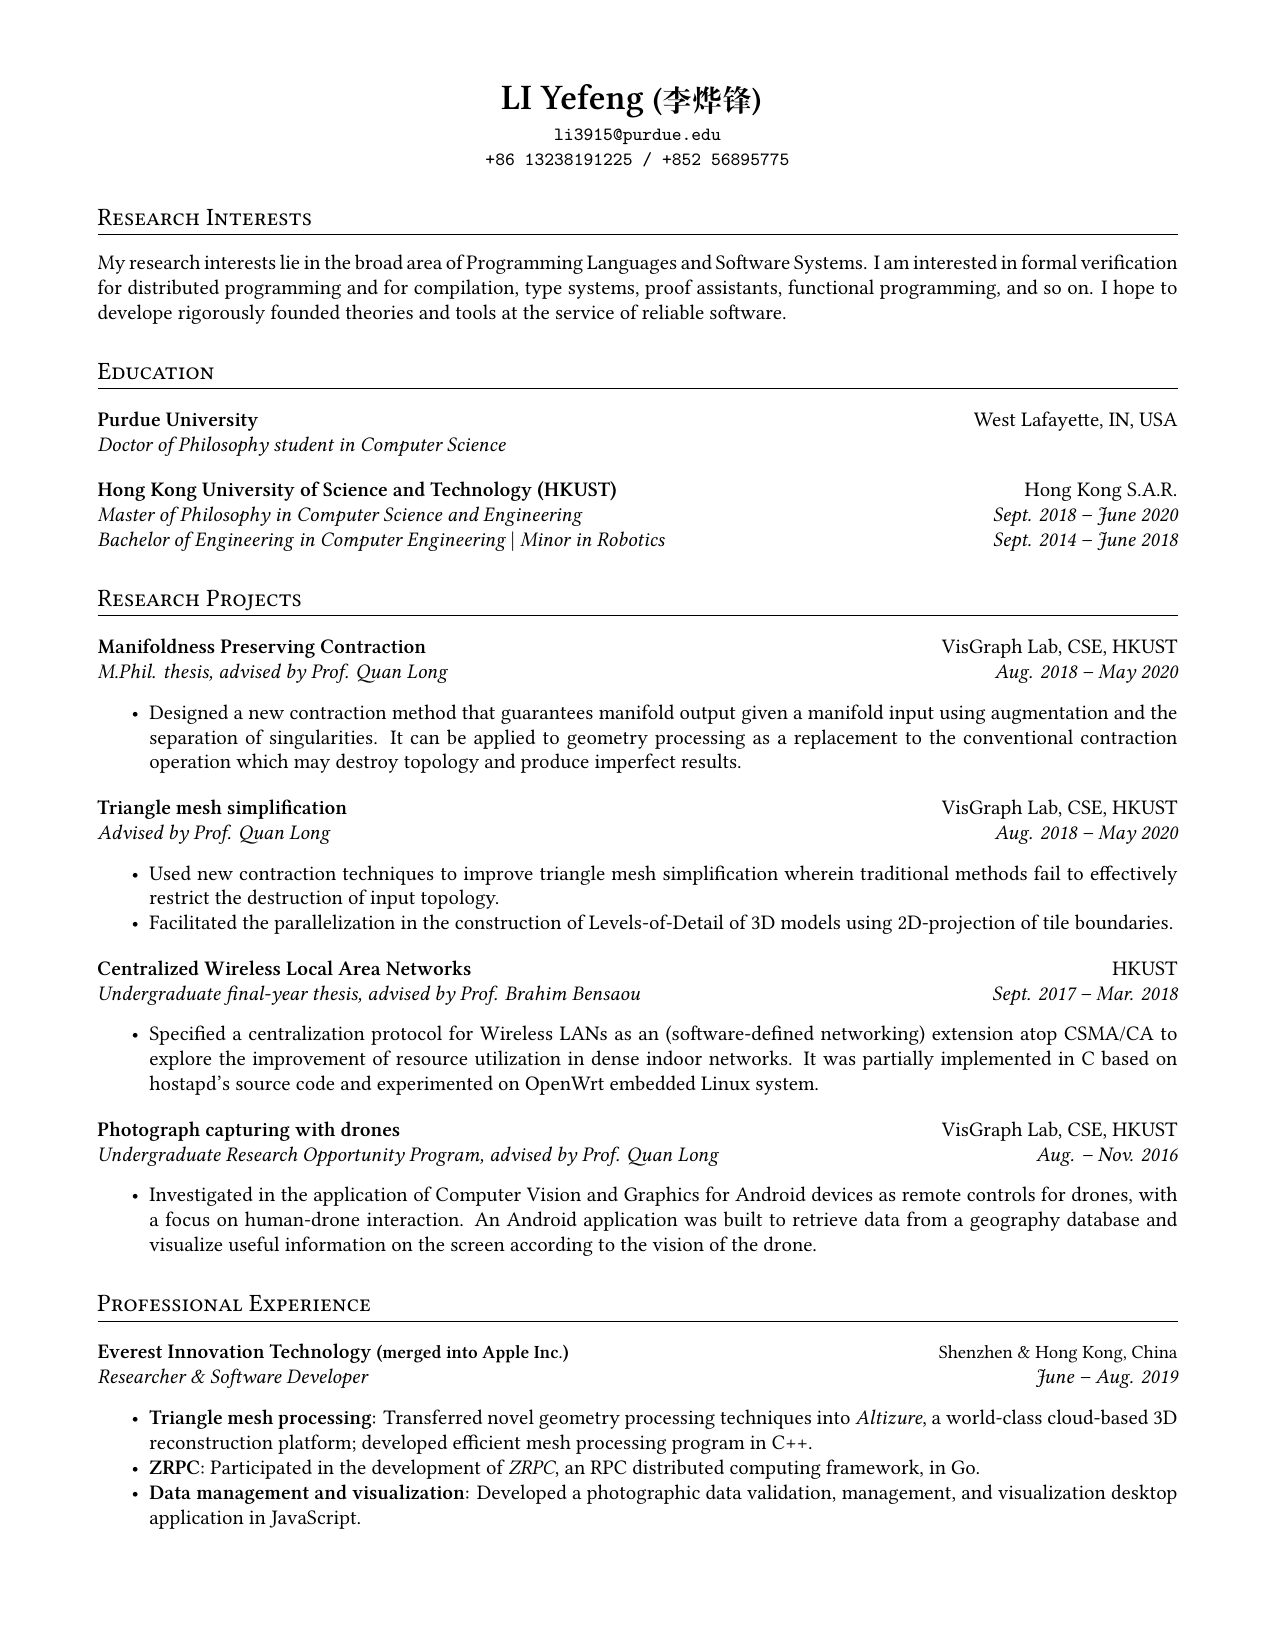 LI Yefeng (李烨锋)
li3915@purdue.edu
+86 13238191225 / +852 56895775
Research Interests
My research interests lie in the broad area of Programming Languages and Software Systems. I am interested in formal verification
for distributed programming and for compilation, type systems, proof assistants, functional programming, and so on. I hope to
develope rigorously founded theories and tools at the service of reliable software.
Education
Purdue University West Lafayette, IN, USA
Doctor of Philosophy student in Computer Science
Hong Kong University of Science and Technology (HKUST) Hong Kong S.A.R.
Master of Philosophy in Computer Science and Engineering Sept. 2018 – June 2020
Bachelor of Engineering in Computer Engineering | Minor in Robotics Sept. 2014 – June 2018
Research Projects
Manifoldness Preserving Contraction VisGraph Lab, CSE, HKUST
M.Phil. thesis, advised by Prof. Quan Long Aug. 2018 – May 2020
• Designed a new contraction method that guarantees manifold output given a manifold input using augmentation and the
separation of singularities. It can be applied to geometry processing as a replacement to the conventional contraction
operation which may destroy topology and produce imperfect results.
Triangle mesh simplification VisGraph Lab, CSE, HKUST
Advised by Prof. Quan Long Aug. 2018 – May 2020
• Used new contraction techniques to improve triangle mesh simplification wherein traditional methods fail to effectively
restrict the destruction of input topology.
• Facilitated the parallelization in the construction of Levels-of-Detail of 3D models using 2D-projection of tile boundaries.
Centralized Wireless Local Area Networks HKUST
Undergraduate final-year thesis, advised by Prof. Brahim Bensaou Sept. 2017 – Mar. 2018
• Specified a centralization protocol for Wireless LANs as an (software-defined networking) extension atop CSMA/CA to
explore the improvement of resource utilization in dense indoor networks. It was partially implemented in C based on
hostapd's source code and experimented on OpenWrt embedded Linux system.
Photograph capturing with drones VisGraph Lab, CSE, HKUST
Undergraduate Research Opportunity Program, advised by Prof. Quan Long Aug. – Nov. 2016
• Investigated in the application of Computer Vision and Graphics for Android devices as remote controls for drones, with
a focus on human-drone interaction. An Android application was built to retrieve data from a geography database and
visualize useful information on the screen according to the vision of the drone.
Professional Experience
Everest Innovation Technology (merged into Apple Inc.) Shenzhen & Hong Kong, China
Researcher & Software Developer June – Aug. 2019
• Triangle mesh processing: Transferred novel geometry processing techniques into Altizure, a world-class cloud-based 3D
reconstruction platform; developed efficient mesh processing program in C++.
• ZRPC: Participated in the development of ZRPC, an RPC distributed computing framework, in Go.
• Data management and visualization: Developed a photographic data validation, management, and visualization desktop
application in JavaScript.